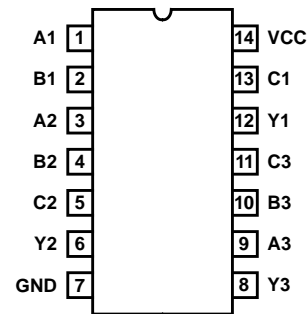 A1 1 14 VCC
B1 2 13 C1
A2 3 12 Y1
B2 4 11 C3
C2 5 10 B3
Y2 6 9 A3
GND 7 8 Y3